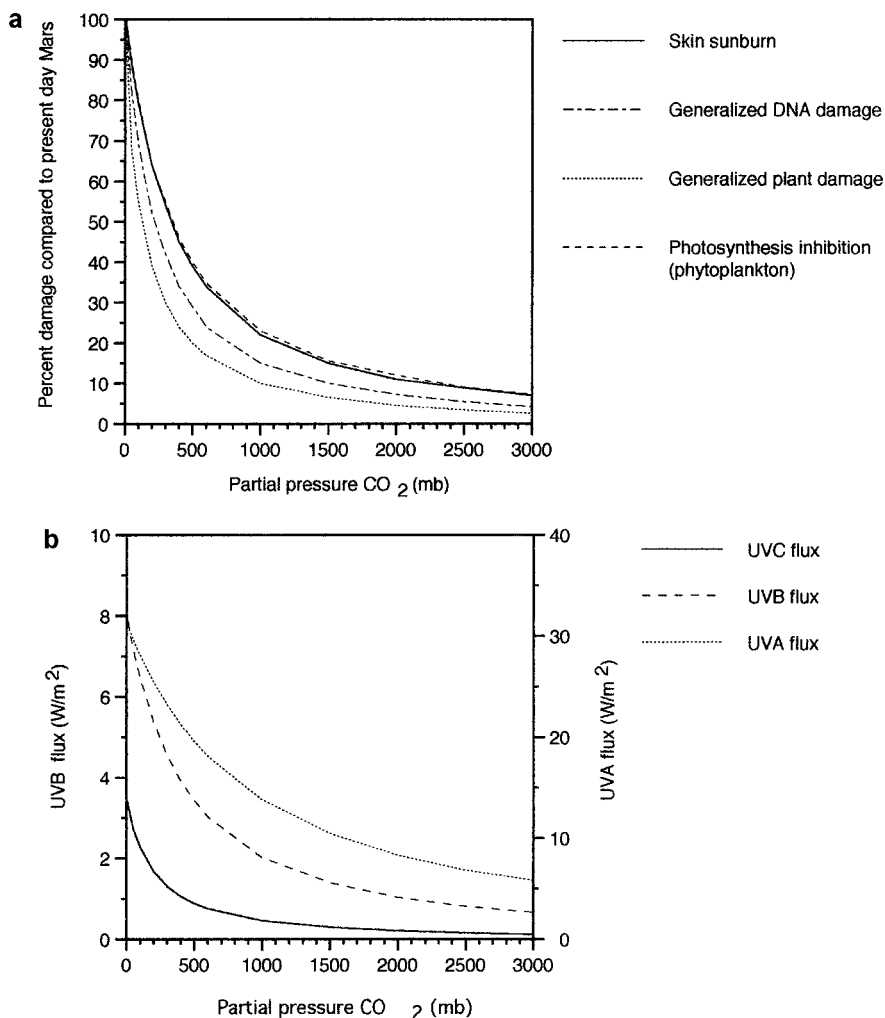 a
Percent damage compared to present day Mars
100
90
80
70
60
50
40
30
20
10
0
0 500 1000 1500 2000 2500 3000
Partial pressure CO 2 (mb)
Skin sunburn
Generalized DNA damage
Generalized plant damage
Photosynthesis inhibition
(phytoplankton)
b
UVB flux (W/m2)
10
8
6
4
2
0
40
30
20
10
0
UVA flux (W/m2)
0 500 1000 1500 2000 2500 3000
Partial pressure CO 2 (mb)
UVC flux
UVB flux
UVA flux